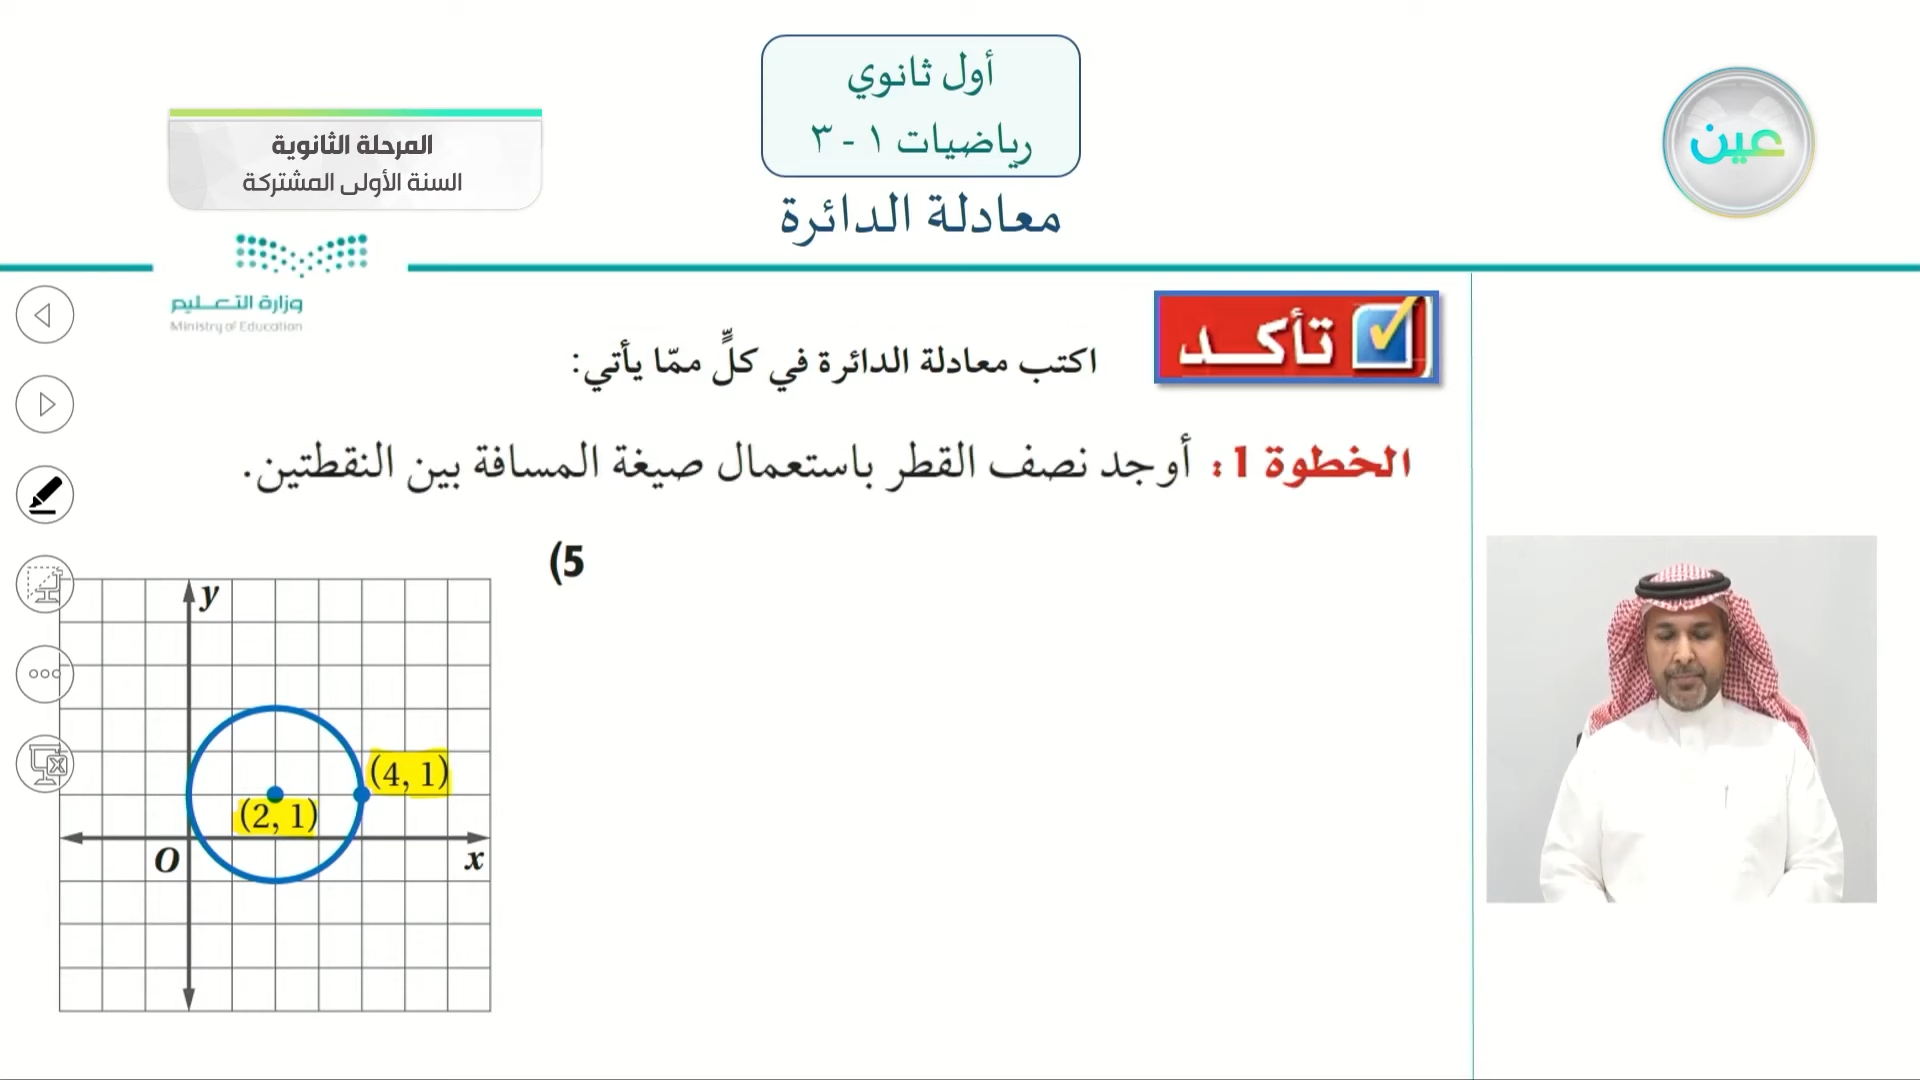 أول ثانوي
رياضيات ١ - ٣
معادلة الدائرة
عين
المرحلة الثانوية
السنة الأولى المشتركة
وزارة التعليم
Ministry of Education
تأكد
اكتب معادلة الدائرة في كلٍّ ممّا يأتي:
الخطوة 1: أوجد نصف القطر باستعمال صيغة المسافة بين النقطتين.
(5
y
(4, 1)
(2, 1)
O
x